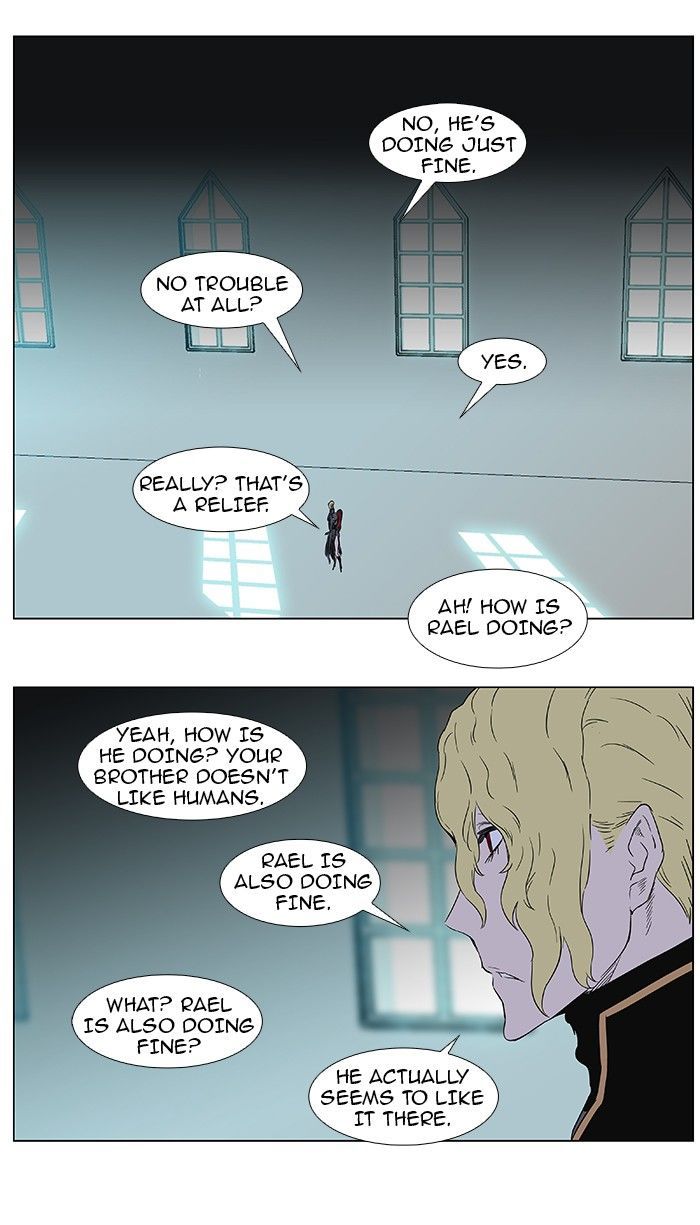 NO, HE'S
DOING JUST
FINE.
NO TROUBLE
AT ALL?
YES.
REALLY? THAT'S
A RELIEF.
AH! HOW IS
RAEL DOING?
YEAH, HOW IS
HE DOING? YOUR
BROTHER DOESN'T
LIKE HUMANS.
RAEL IS
ALSO DOING
FINE.
WHAT? RAEL
IS ALSO DOING
FINE?
HE ACTUALLY
SEEMS TO LIKE
IT THERE.